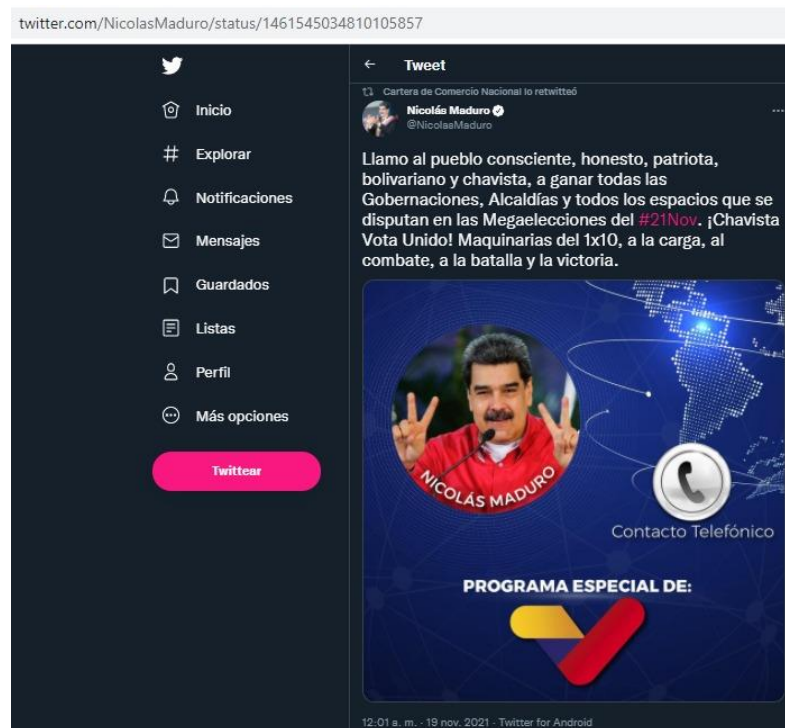 twitter.com/NicolasMaduro/status/1461545034810105857
Inicio
Explorar
Notificaciones
Mensajes
Guardados
Listas
Perfil
Más opciones
Twittear
Tweet
Cartera de Comercio Nacional lo retwitteó
Nicolás Maduro
@NicolasMaduro
Llamo al pueblo consciente, honesto, patriota,
bolivariano y chavista, a ganar todas las
Gobernaciones, Alcaldías y todos los espacios que se
disputan en las Megaelecciones del #21Nov. ¡Chavista
Vota Unido! Maquinarias del 1x10, a la carga, al
combate, a la batalla y la victoria.
NICOLÁS MADURO
Contacto Telefónico
PROGRAMA ESPECIAL DE:
12:01 a. m. · 19 nov. 2021 · Twitter for Android